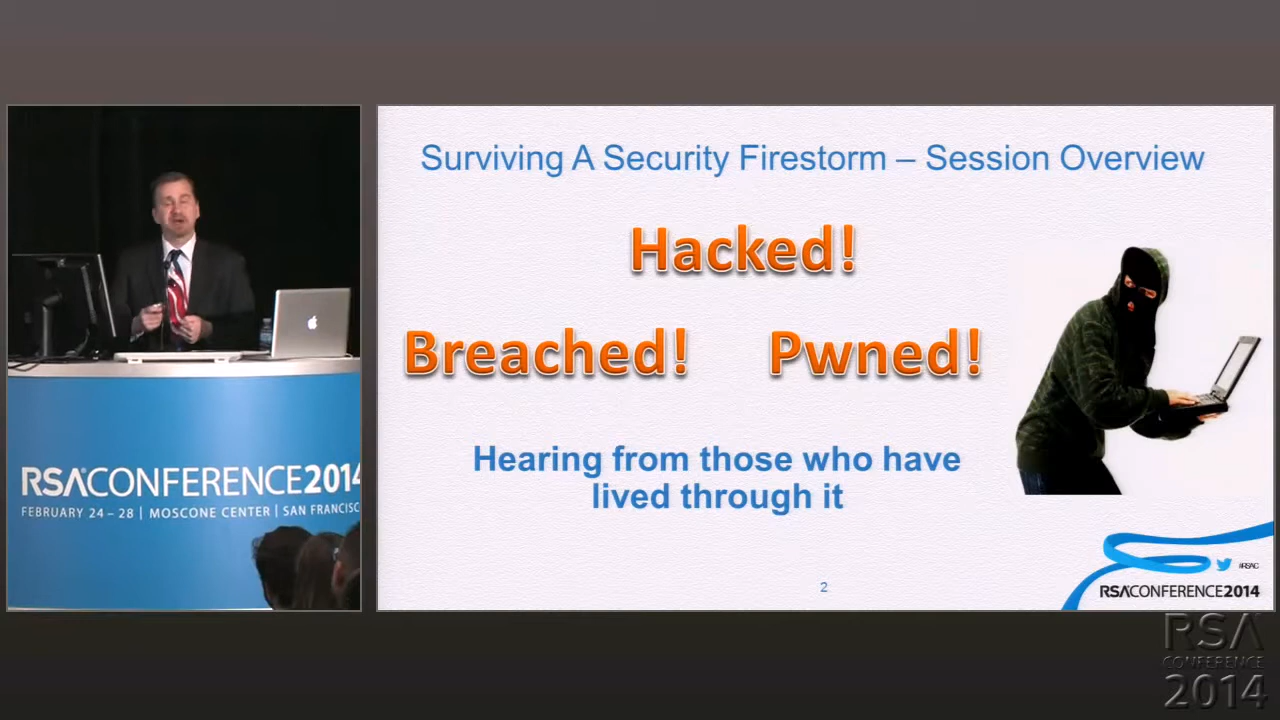 RSACONFERENCE2014
FEBRUARY 24 – 28 | MOSCONE CENTER | SAN FRANCISC
Surviving A Security Firestorm – Session Overview
Hacked!
Breached! Pwned!
Hearing from those who have
lived through it
2
#RSAC
RSACONFERENCE2014
RSA
CONFERENCE
2014